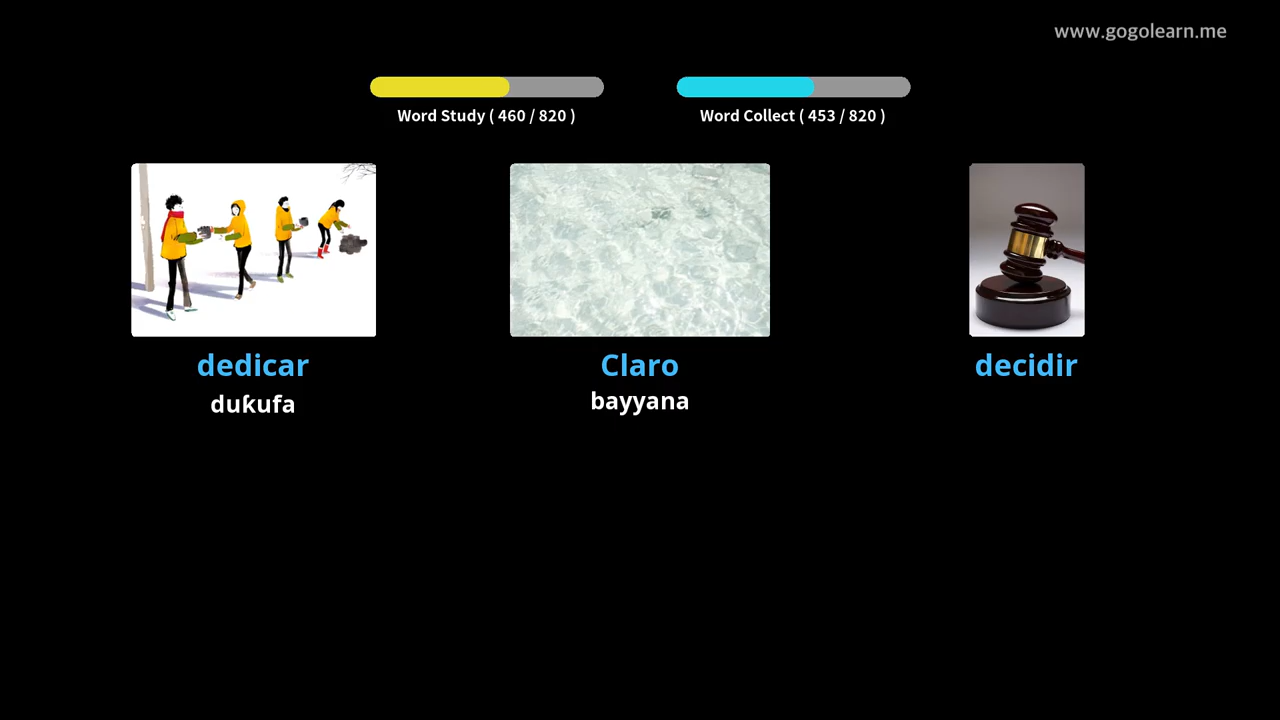 www.gogolearn.me
Word Study ( 460 / 820 )
Word Collect ( 453 / 820 )
dedicar
Claro
decidir
duƙufa
bayyana